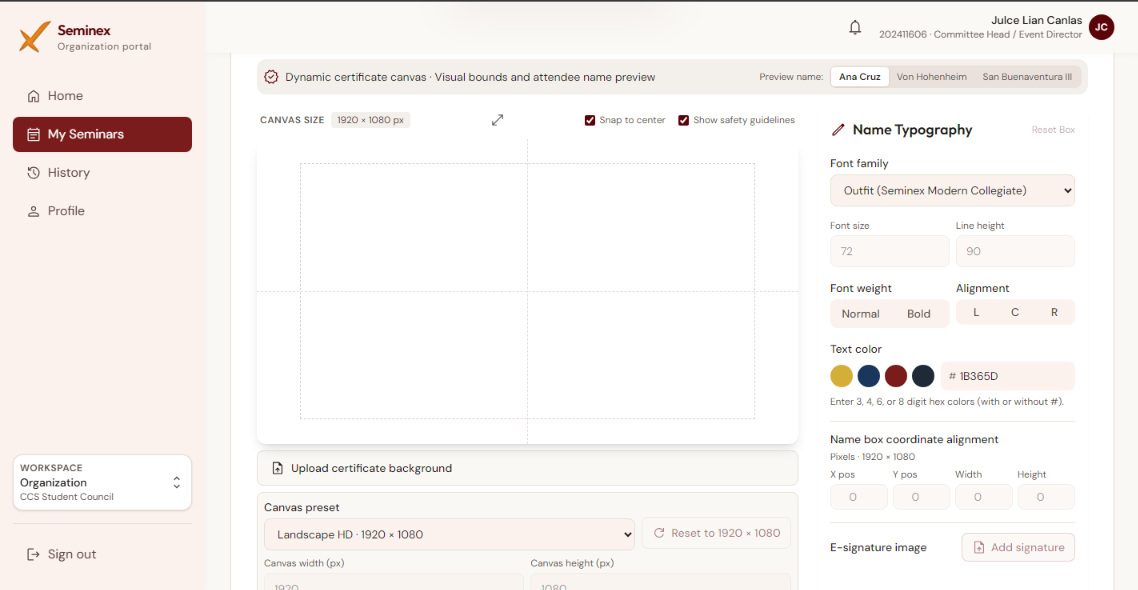 Seminex
Organization portal
Home
My Seminars
History
Profile
WORKSPACE
Organization
CCS Student Council
Sign out
Julce Lian Canlas
202411606 · Committee Head / Event Director
JC
Dynamic certificate canvas · Visual bounds and attendee name preview
Preview name: Ana Cruz Von Hohenheim San Buenaventura III
CANVAS SIZE 1920 × 1080 px
Snap to center Show safety guidelines
Upload certificate background
Canvas preset
Landscape HD · 1920 × 1080
Reset to 1920 × 1080
Canvas width (px) Canvas height (px)
1920 1080
Name Typography
Reset Box
Font family
Outfit (Seminex Modern Collegiate)
Font size Line height
72 90
Font weight Alignment
Normal Bold L C R
Text color
# 1B365D
Enter 3, 4, 6, or 8 digit hex colors (with or without #).
Name box coordinate alignment
Pixels · 1920 × 1080
X pos Y pos Width Height
0 0 0 0
E-signature image
Add signature